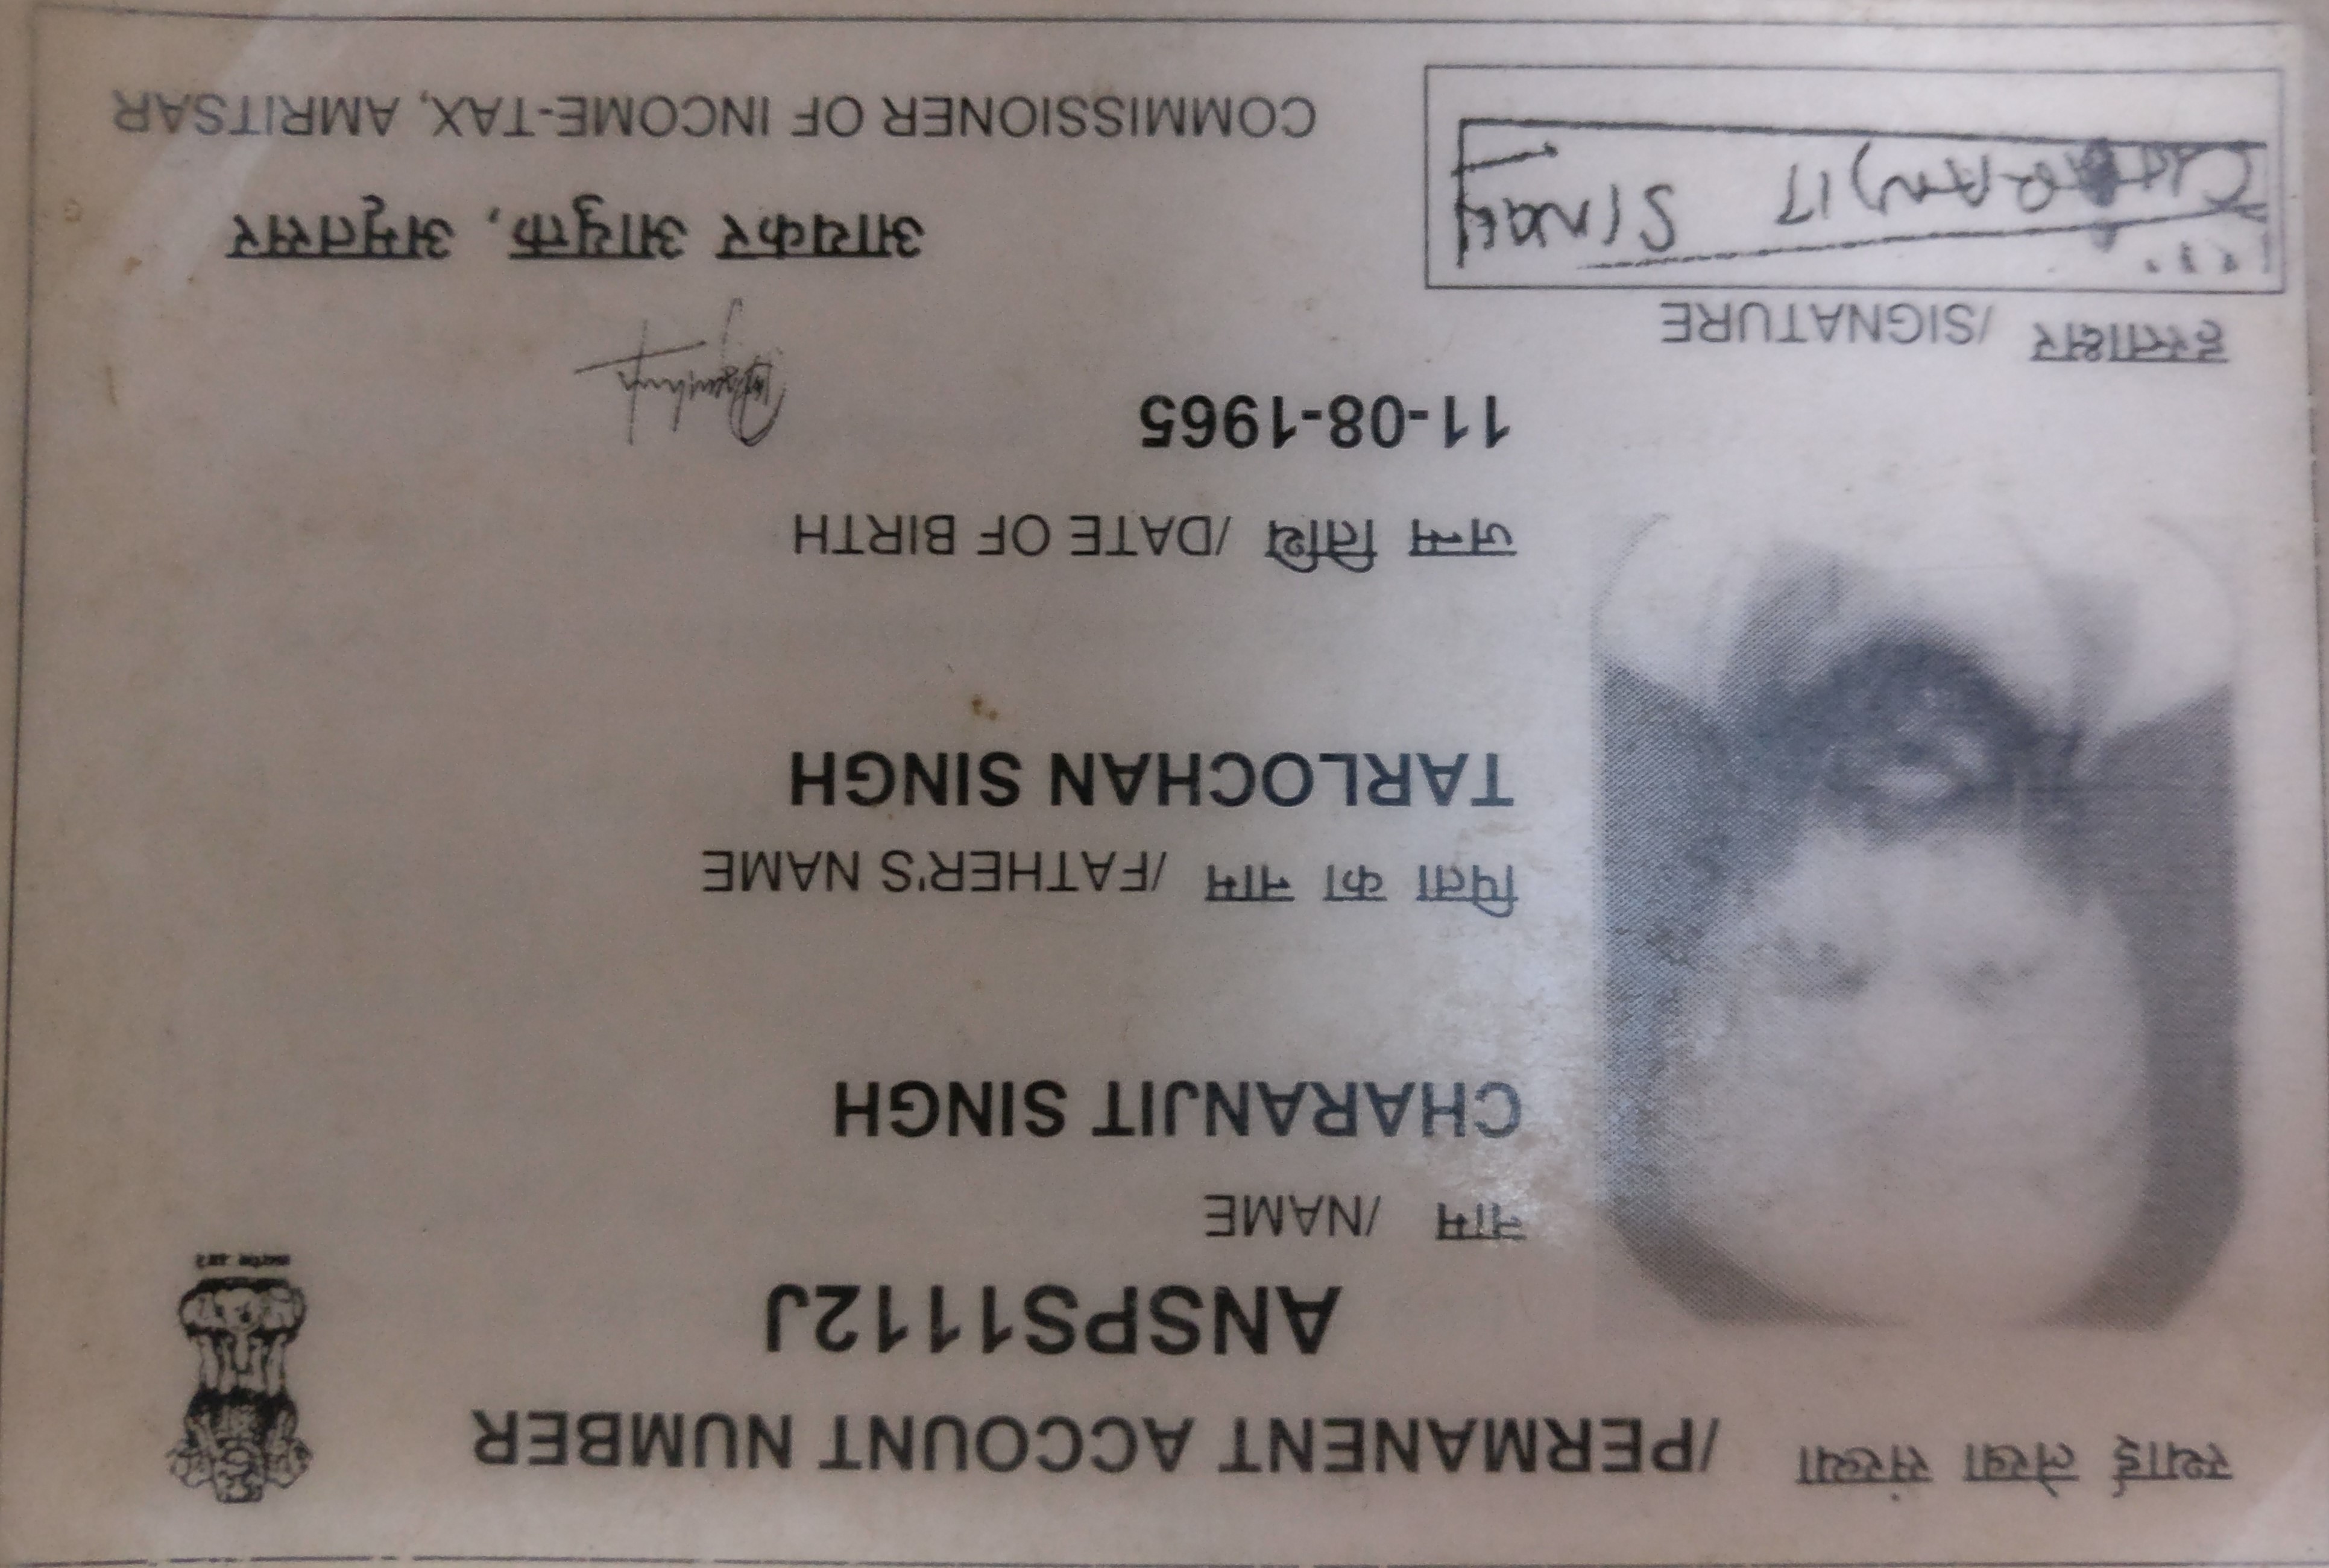 स्थाई लेखा संख्या /PERMANENT ACCOUNT NUMBER
ANSPS1112J
नाम /NAME
CHARANJIT SINGH
पिता का नाम /FATHER'S NAME
TARLOCHAN SINGH
जन्म तिथि /DATE OF BIRTH
11-08-1965
हस्ताक्षर /SIGNATURE
CHARANJIT SINGH
आयकर आयुक्त, अमृतसर
COMMISSIONER OF INCOME-TAX, AMRITSAR